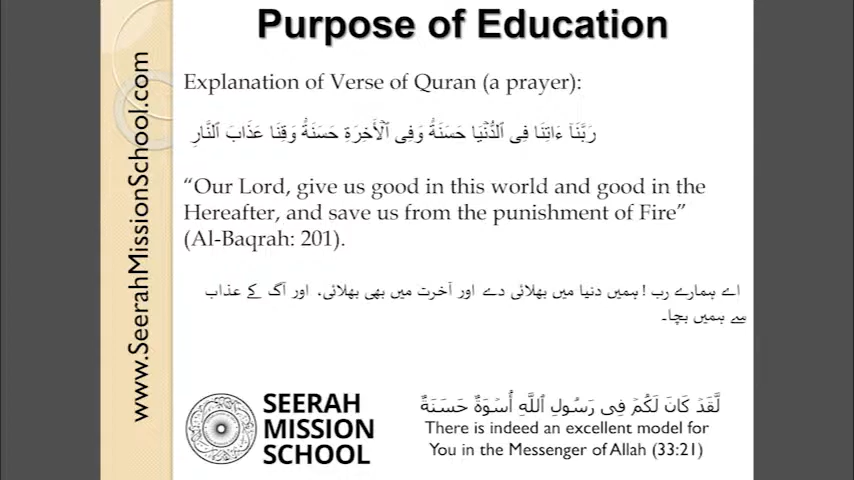 Purpose of Education
Explanation of Verse of Quran (a prayer):
رَبَّنَآ ءَاتِنَا فِى ٱلدُّنْيَا حَسَنَةً وَفِى ٱلْأَخِرَةِ حَسَنَةً وَقِنَا عَذَابَ ٱلنَّارِ
“Our Lord, give us good in this world and good in the
Hereafter, and save us from the punishment of Fire”
(Al-Baqrah: 201).
اے ہمارے رب! ہمیں دنیا میں بھلائی دے اور آخرت میں بھی بھلائی، اور آگ کے عذاب
سے ہمیں بچا۔
www.SeerahMissionSchool.com
SEERAH
MISSION
SCHOOL
لَّقَدْ كَانَ لَكُمْ فِى رَسُولِ ٱللَّهِ أُسْوَةٌ حَسَنَةٌ
There is indeed an excellent model for
You in the Messenger of Allah (33:21)